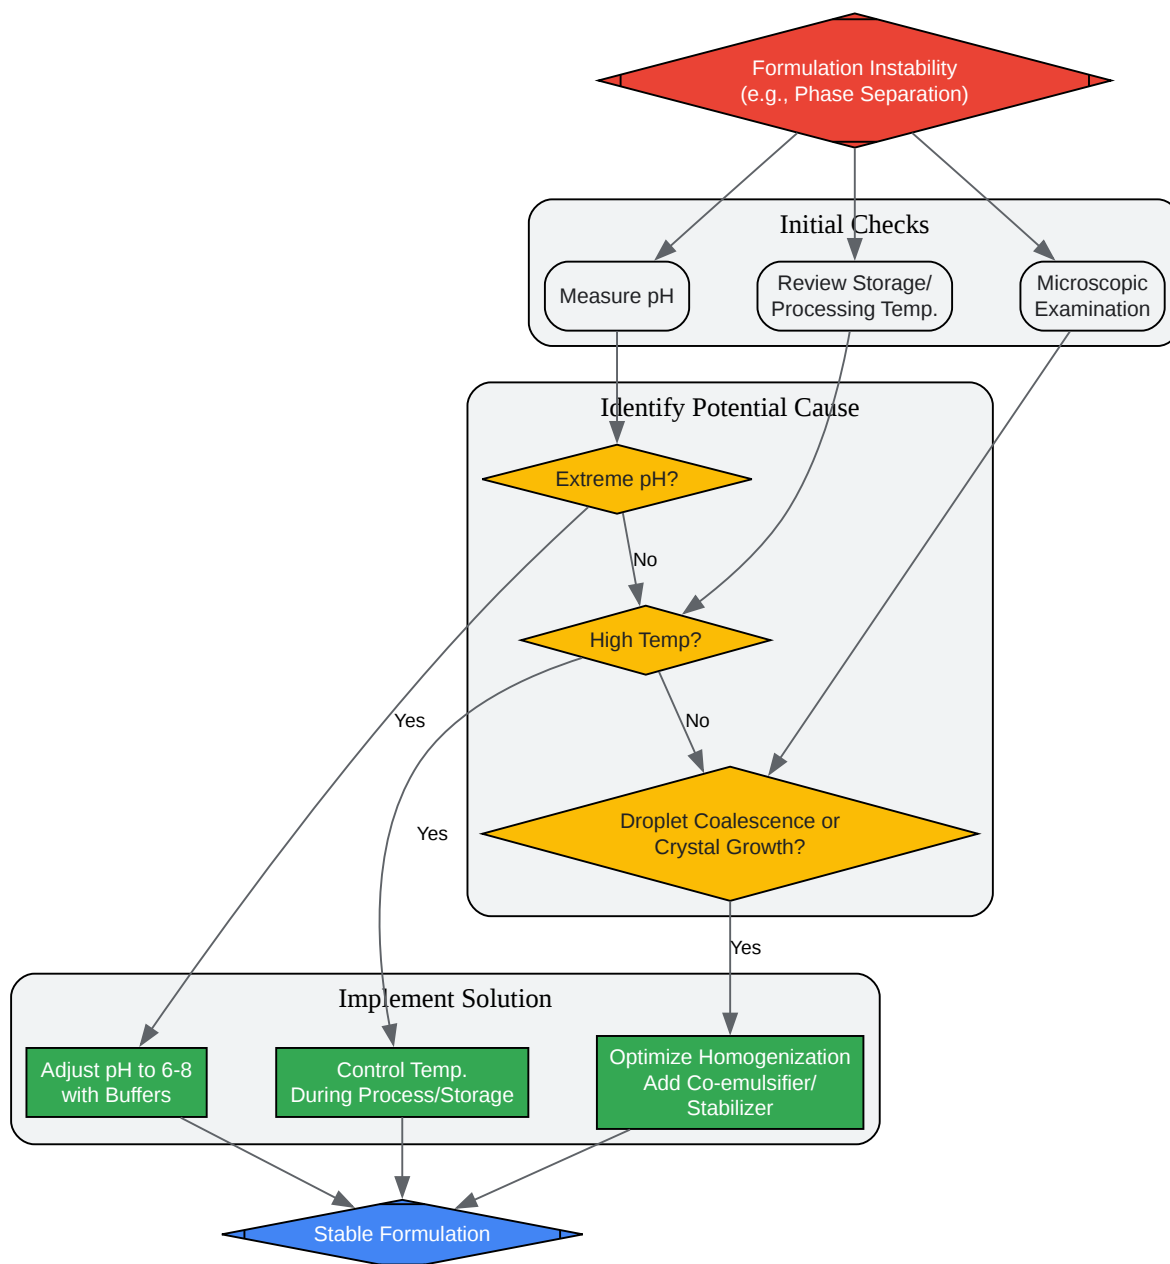 Formulation Instability
(e.g., Phase Separation)
Initial Checks
Measure pH
Review Storage/
Processing Temp.
Microscopic
Examination
Identify Potential Cause
Extreme pH?
No
High Temp?
Yes
No
Yes
Droplet Coalescence or
Crystal Growth?
Yes
Implement Solution
Adjust pH to 6-8
with Buffers
Control Temp.
During Process/Storage
Optimize Homogenization
Add Co-emulsifier/
Stabilizer
Stable Formulation